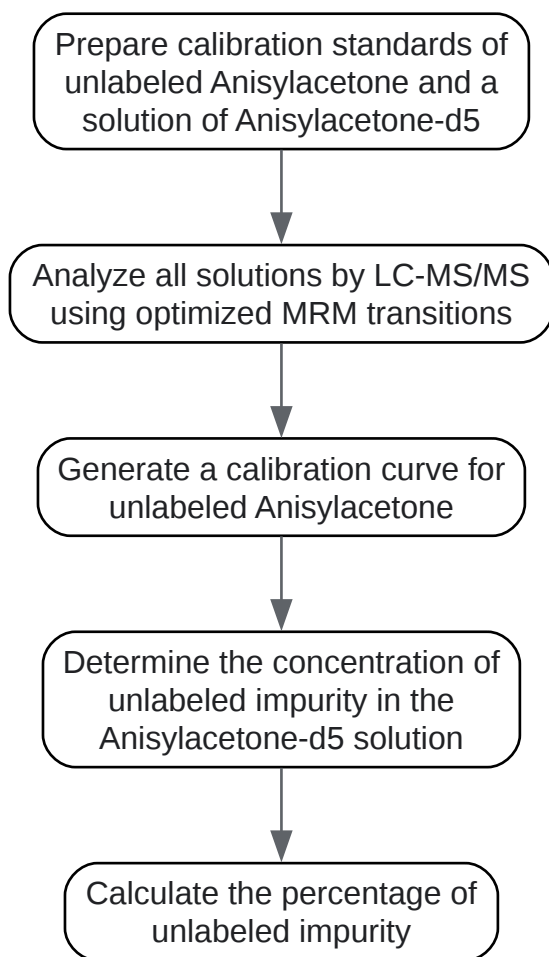 Prepare calibration standards of
unlabeled Anisylacetone and a
solution of Anisylacetone-d5
Analyze all solutions by LC-MS/MS
using optimized MRM transitions
Generate a calibration curve for
unlabeled Anisylacetone
Determine the concentration of
unlabeled impurity in the
Anisylacetone-d5 solution
Calculate the percentage of
unlabeled impurity